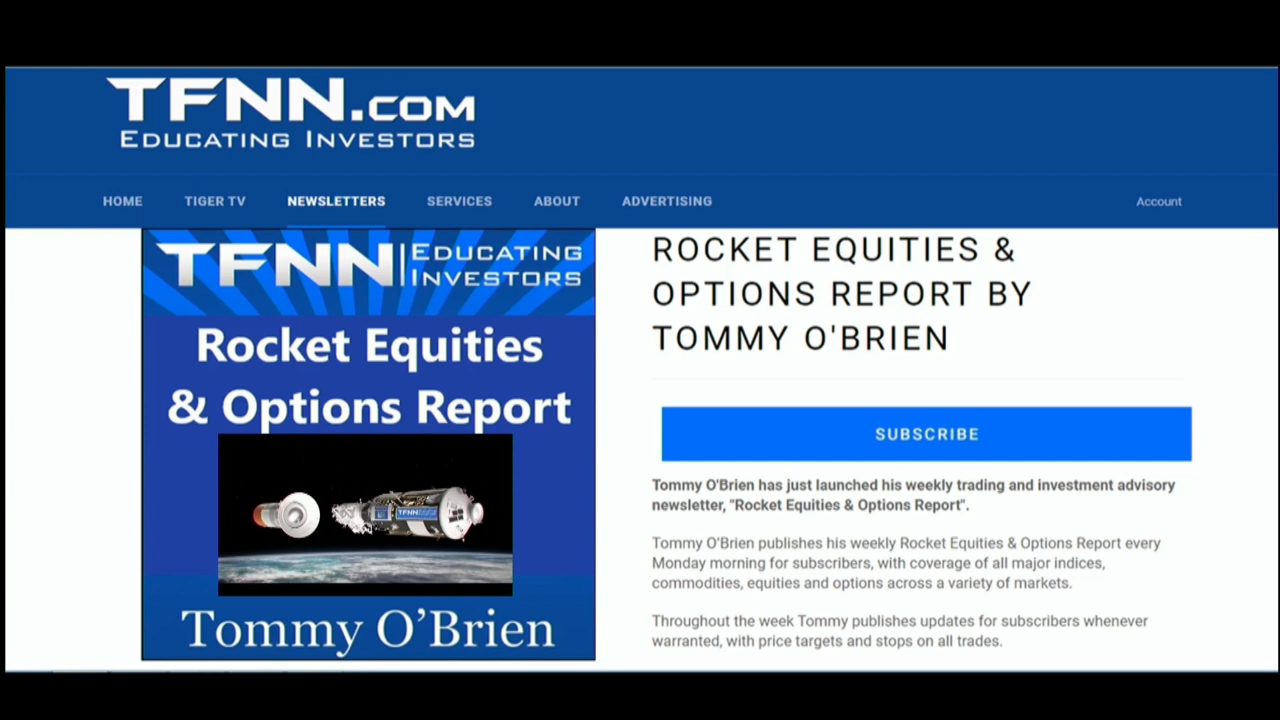 TFNN.COM
EDUCATING INVESTORS
HOME TIGER TV NEWSLETTERS SERVICES ABOUT ADVERTISING Account
TFNN EDUCATING
INVESTORS
Rocket Equities
& Options Report
TFNN
Tommy O’Brien
ROCKET EQUITIES &
OPTIONS REPORT BY
TOMMY O'BRIEN
SUBSCRIBE
Tommy O'Brien has just launched his weekly trading and investment advisory
newsletter, "Rocket Equities & Options Report".
Tommy O’Brien publishes his weekly Rocket Equities & Options Report every
Monday morning for subscribers, with coverage of all major indices,
commodities, equities and options across a variety of markets.
Throughout the week Tommy publishes updates for subscribers whenever
warranted, with price targets and stops on all trades.